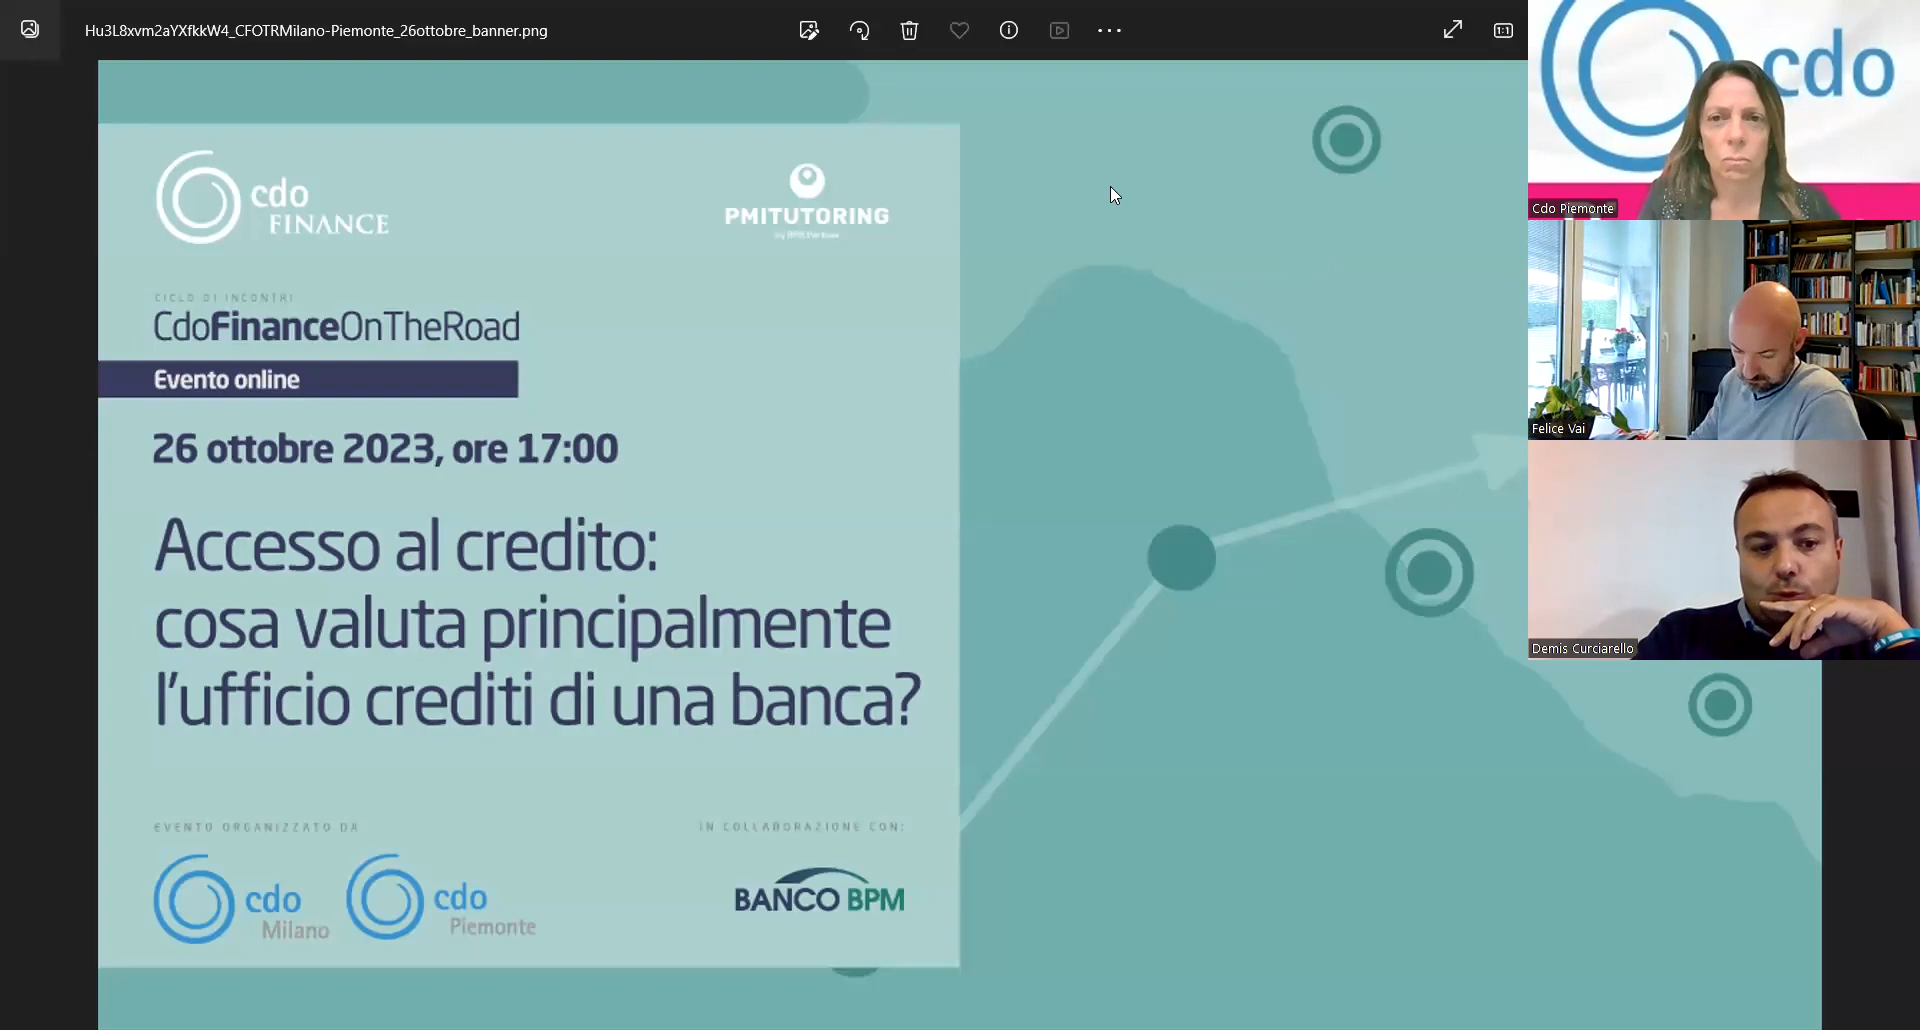 Hu3L8xvm2aYXfkkW4_CFOTRMilano-Piemonte_26ottobre_banner.png
1:1
cdo
Cdo Piemonte
Felice Vai
Demis Curciarello
cdo
FINANCE
PMITUTORING
CICLO DI INCONTRI
CdoFinanceOnTheRoad
Evento online
26 ottobre 2023, ore 17:00
Accesso al credito:
cosa valuta principalmente
l'ufficio crediti di una banca?
EVENTO ORGANIZZATO DA
IN COLLABORAZIONE CON:
cdo
Milano
cdo
Piemonte
BANCO BPM